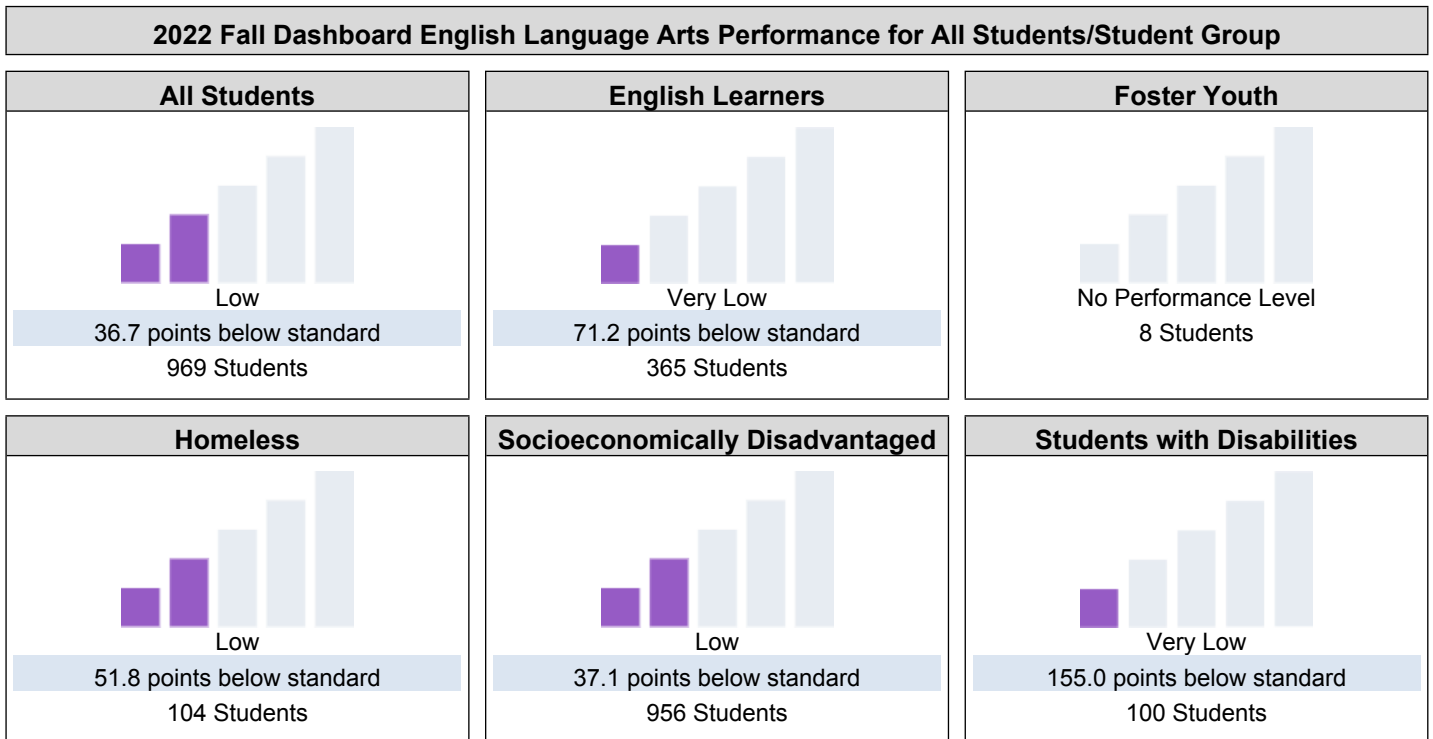 2022 Fall Dashboard English Language Arts Performance for All Students/Student Group
All Students
Low
36.7 points below standard
969 Students
English Learners
Very Low
71.2 points below standard
365 Students
Foster Youth
No Performance Level
8 Students
Homeless
Low
51.8 points below standard
104 Students
Socioeconomically Disadvantaged
Low
37.1 points below standard
956 Students
Students with Disabilities
Very Low
155.0 points below standard
100 Students